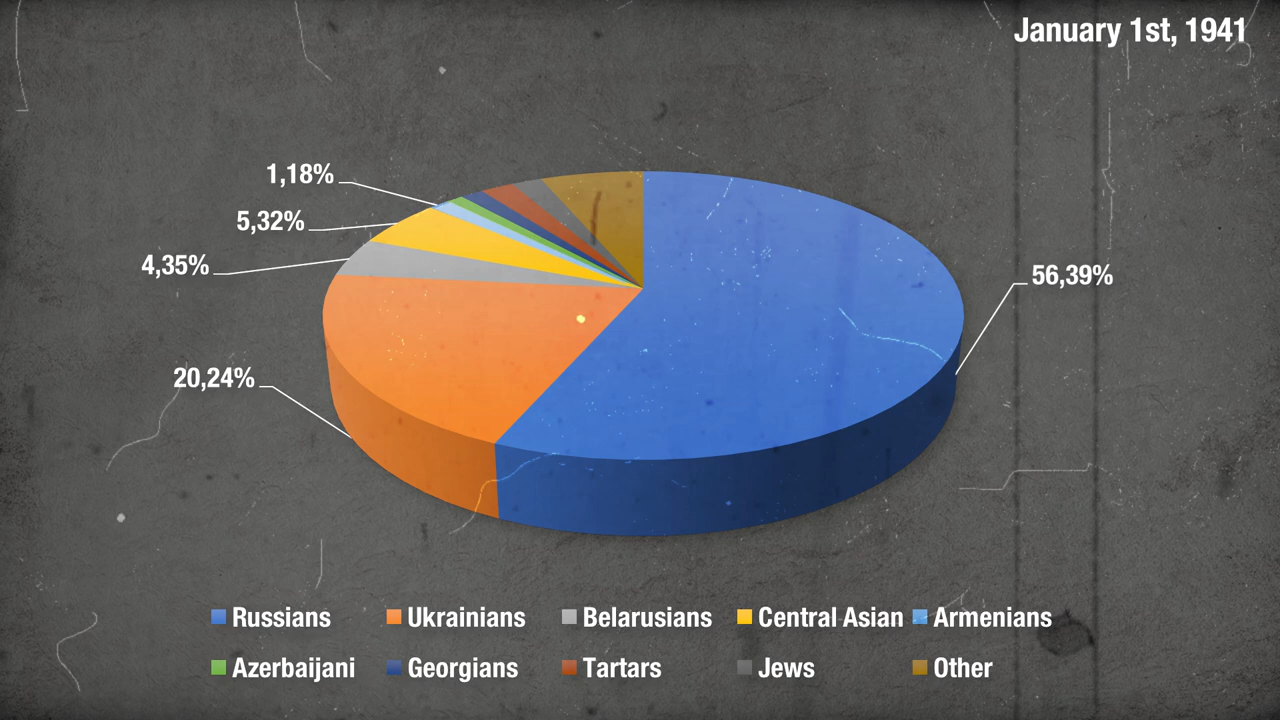 January 1st, 1941
1,18%
5,32%
4,35%
56,39%
20,24%
Russians Ukrainians Belarusians Central Asian Armenians
Azerbaijani Georgians Tartars Jews Other